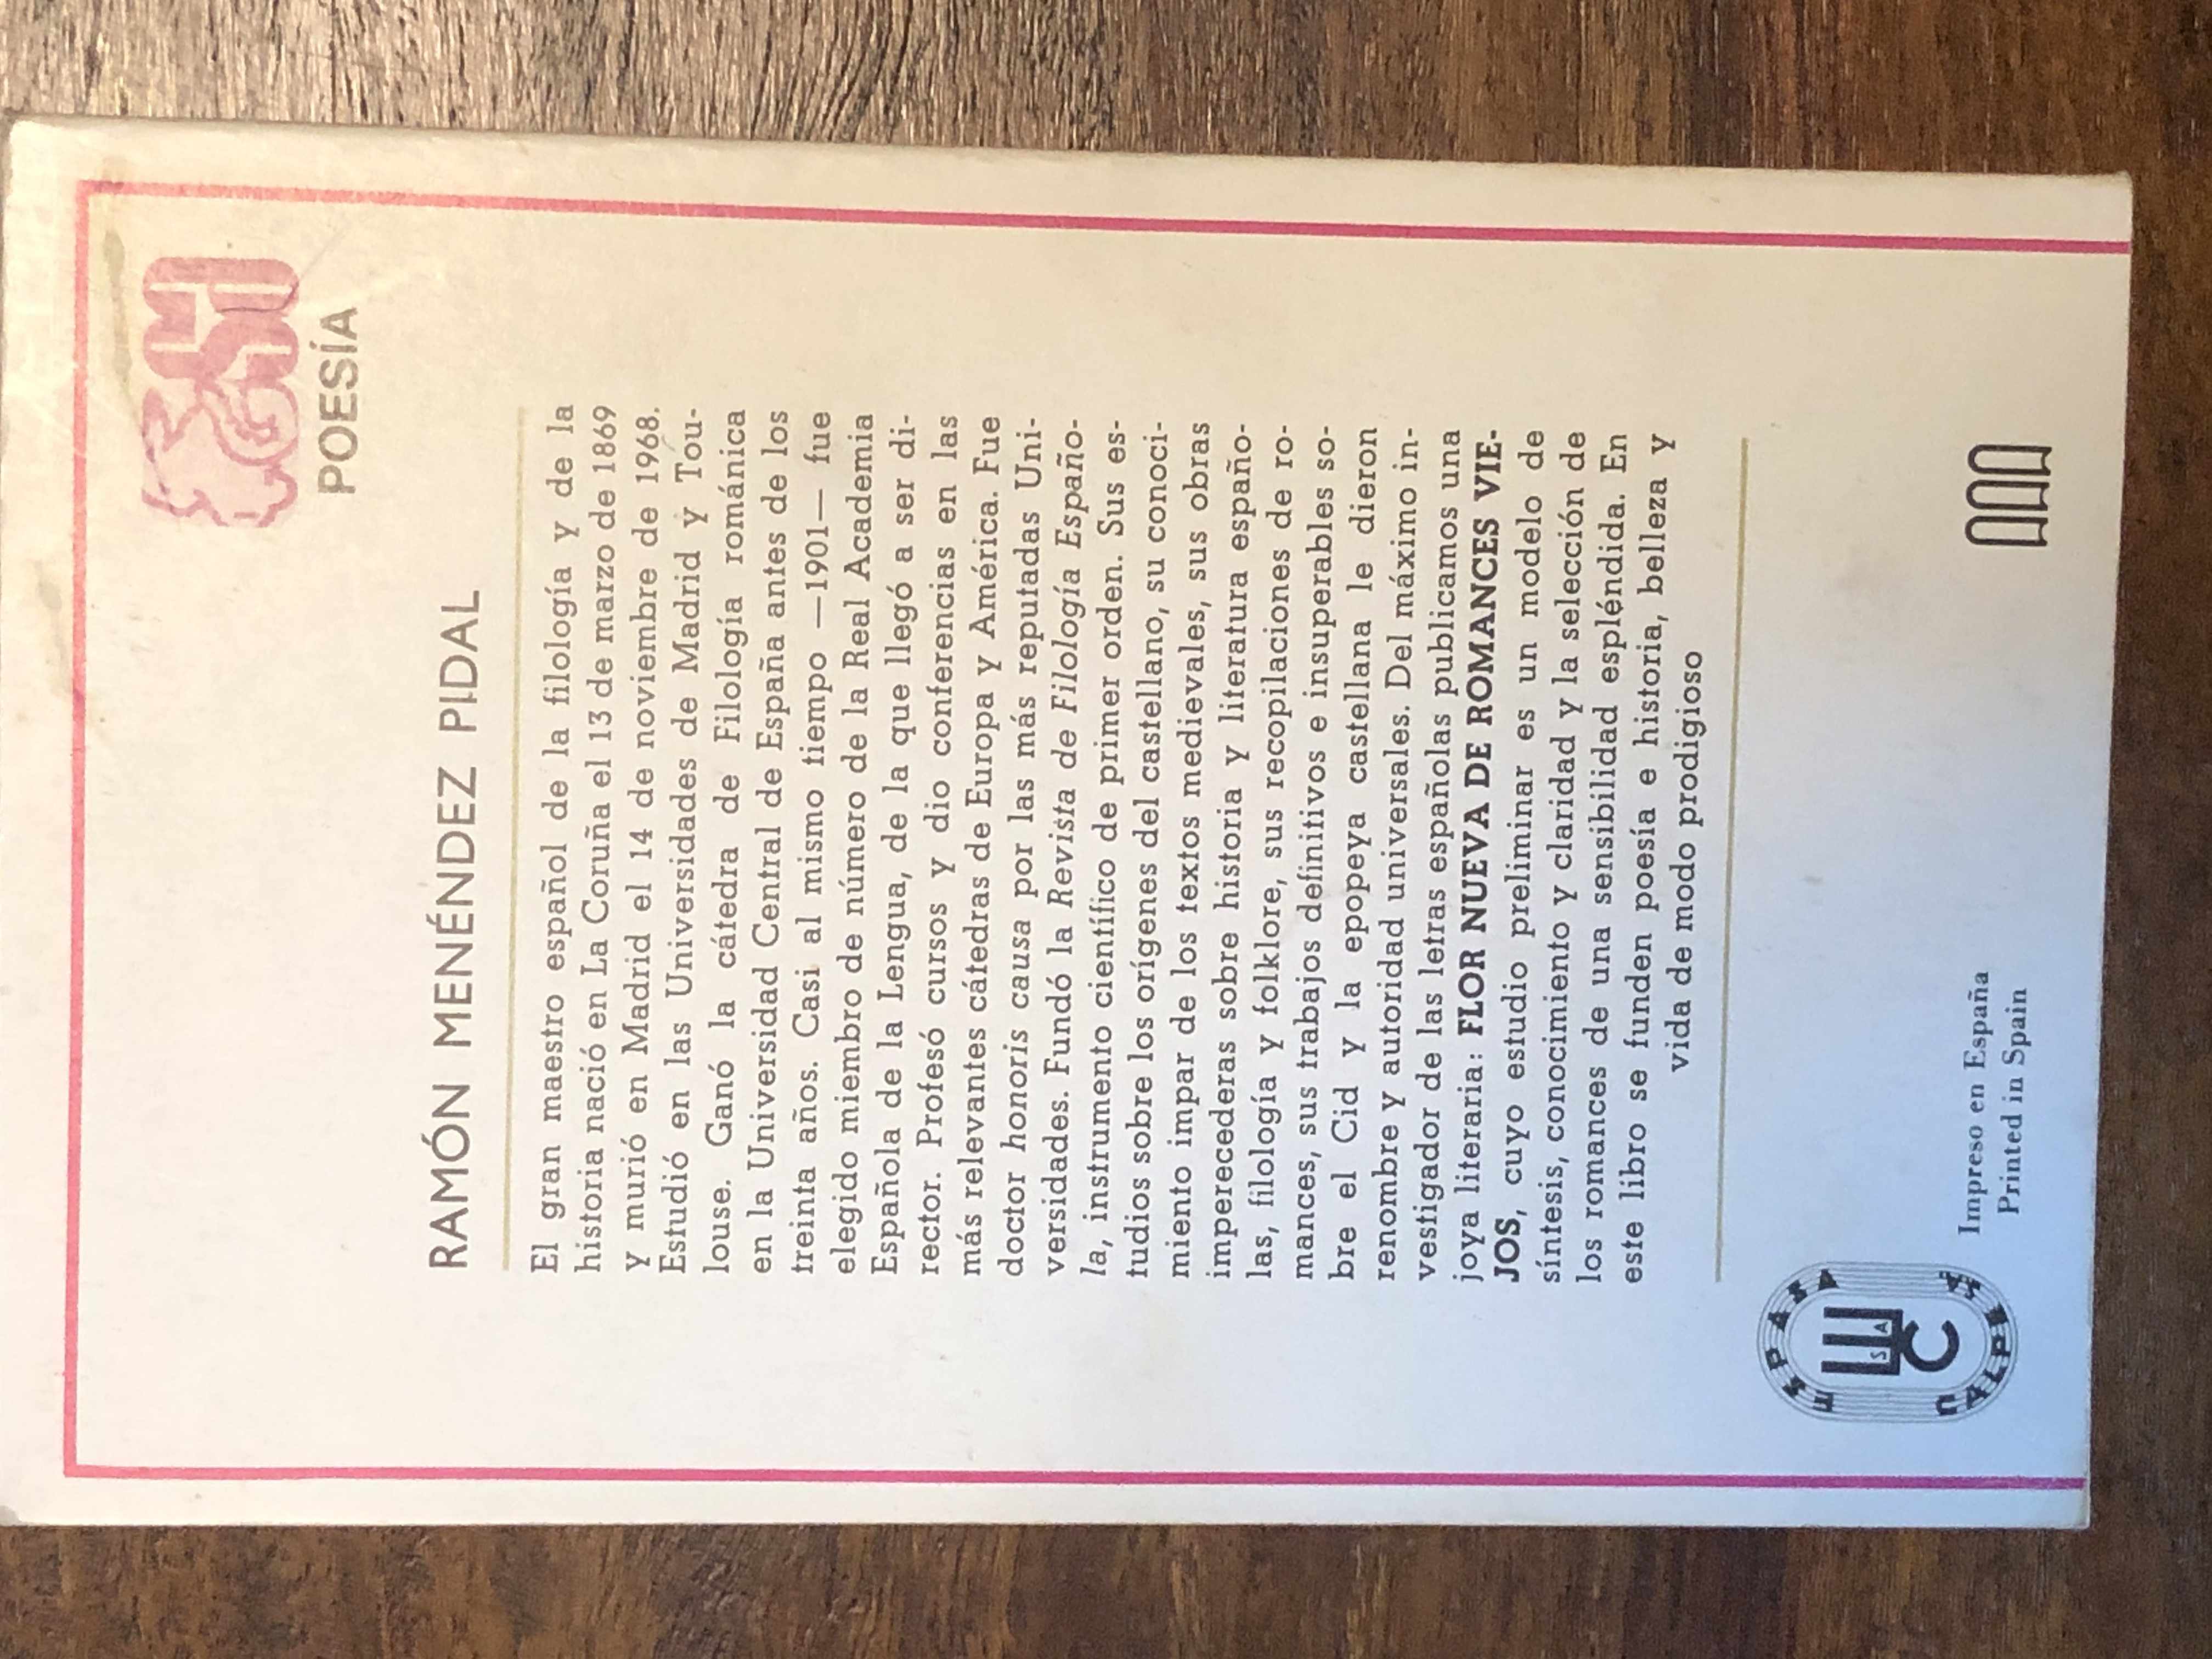 POESÍA
RAMÓN MENÉNDEZ PIDAL
El gran maestro español de la filología y de la
historia nació en La Coruña el 13 de marzo de 1869
y murió en Madrid el 14 de noviembre de 1968.
Estudió en las Universidades de Madrid y Tou-
louse. Ganó la cátedra de Filología románica
en la Universidad Central de España antes de los
treinta años. Casi al mismo tiempo —1901— fue
elegido miembro de número de la Real Academia
Española de la Lengua, de la que llegó a ser di-
rector. Profesó cursos y dio conferencias en las
más relevantes cátedras de Europa y América. Fue
doctor honoris causa por las más reputadas Uni-
versidades. Fundó la Revista de Filología Españo-
la, instrumento científico de primer orden. Sus es-
tudios sobre los orígenes del castellano, su conoci-
miento impar de los textos medievales, sus obras
imperecederas sobre historia y literatura españo-
las, filología y folklore, sus recopilaciones de ro-
mances, sus trabajos definitivos e insuperables so-
bre el Cid y la epopeya castellana le dieron
renombre y autoridad universales. Del máximo in-
vestigador de las letras españolas publicamos una
joya literaria: FLOR NUEVA DE ROMANCES VIE-
JOS, cuyo estudio preliminar es un modelo de
síntesis, conocimiento y claridad y la selección de
los romances de una sensibilidad espléndida. En
este libro se funden poesía e historia, belleza y
vida de modo prodigioso
ESPASA
E S A
C
CALPE
Impreso en España
Printed in Spain